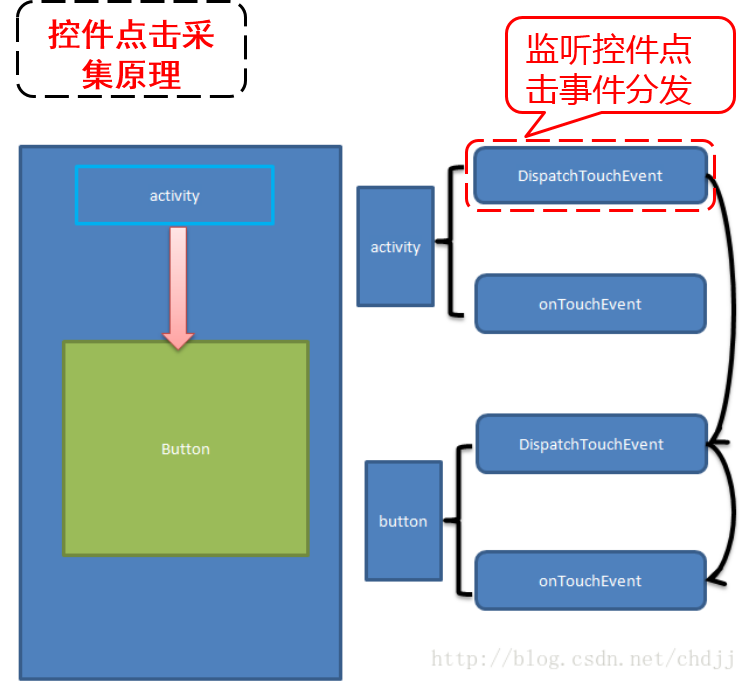 控件点击采
集原理
监听控件点
击事件分发
activity
Button
activity
DispatchTouchEvent
onTouchEvent
button
DispatchTouchEvent
onTouchEvent
http://blog.csdn.net/chdjj